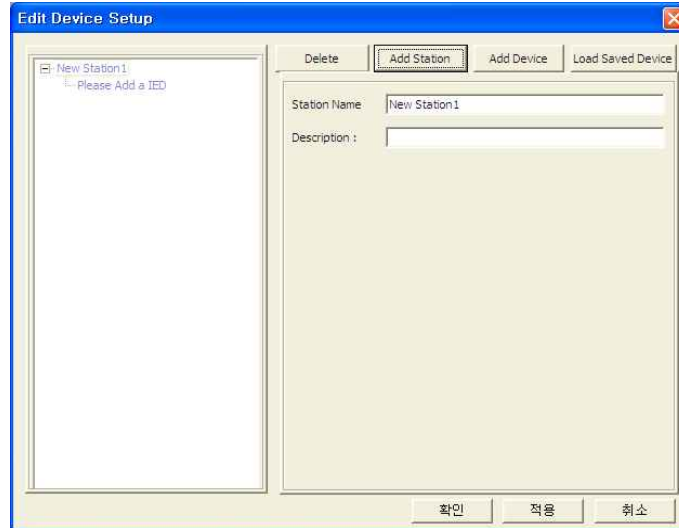 Edit Device Setup
New Station1
Please Add a IED
Delete
Add Station
Add Device
Load Saved Device
Station Name
New Station1
Description :
확인
적용
취소